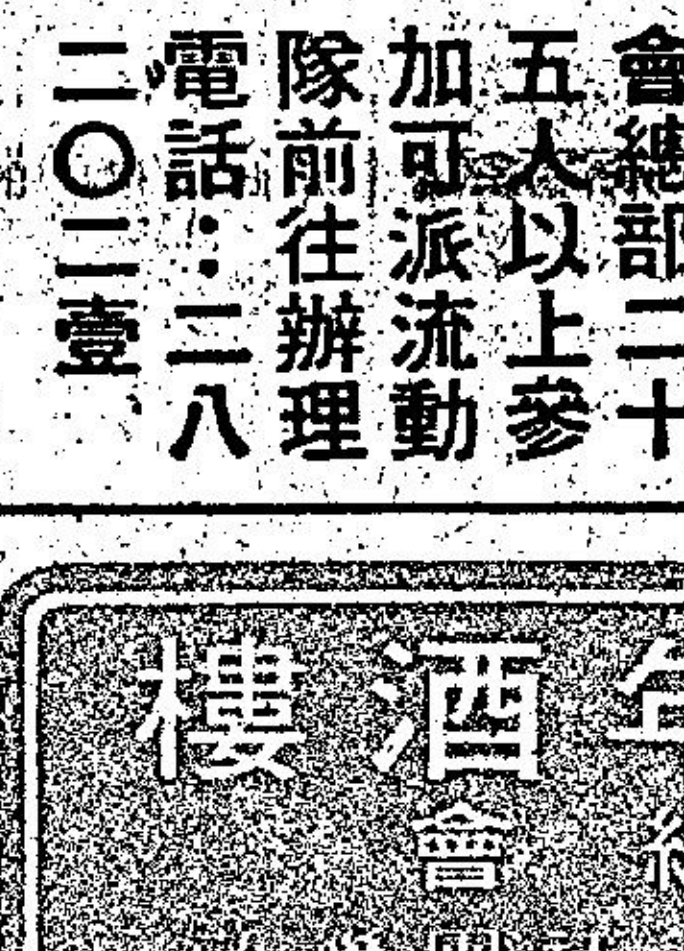 會總部二十
五人以上參
加可派流動
隊前往辦理
電話：二八
二〇二壹
酒樓
會